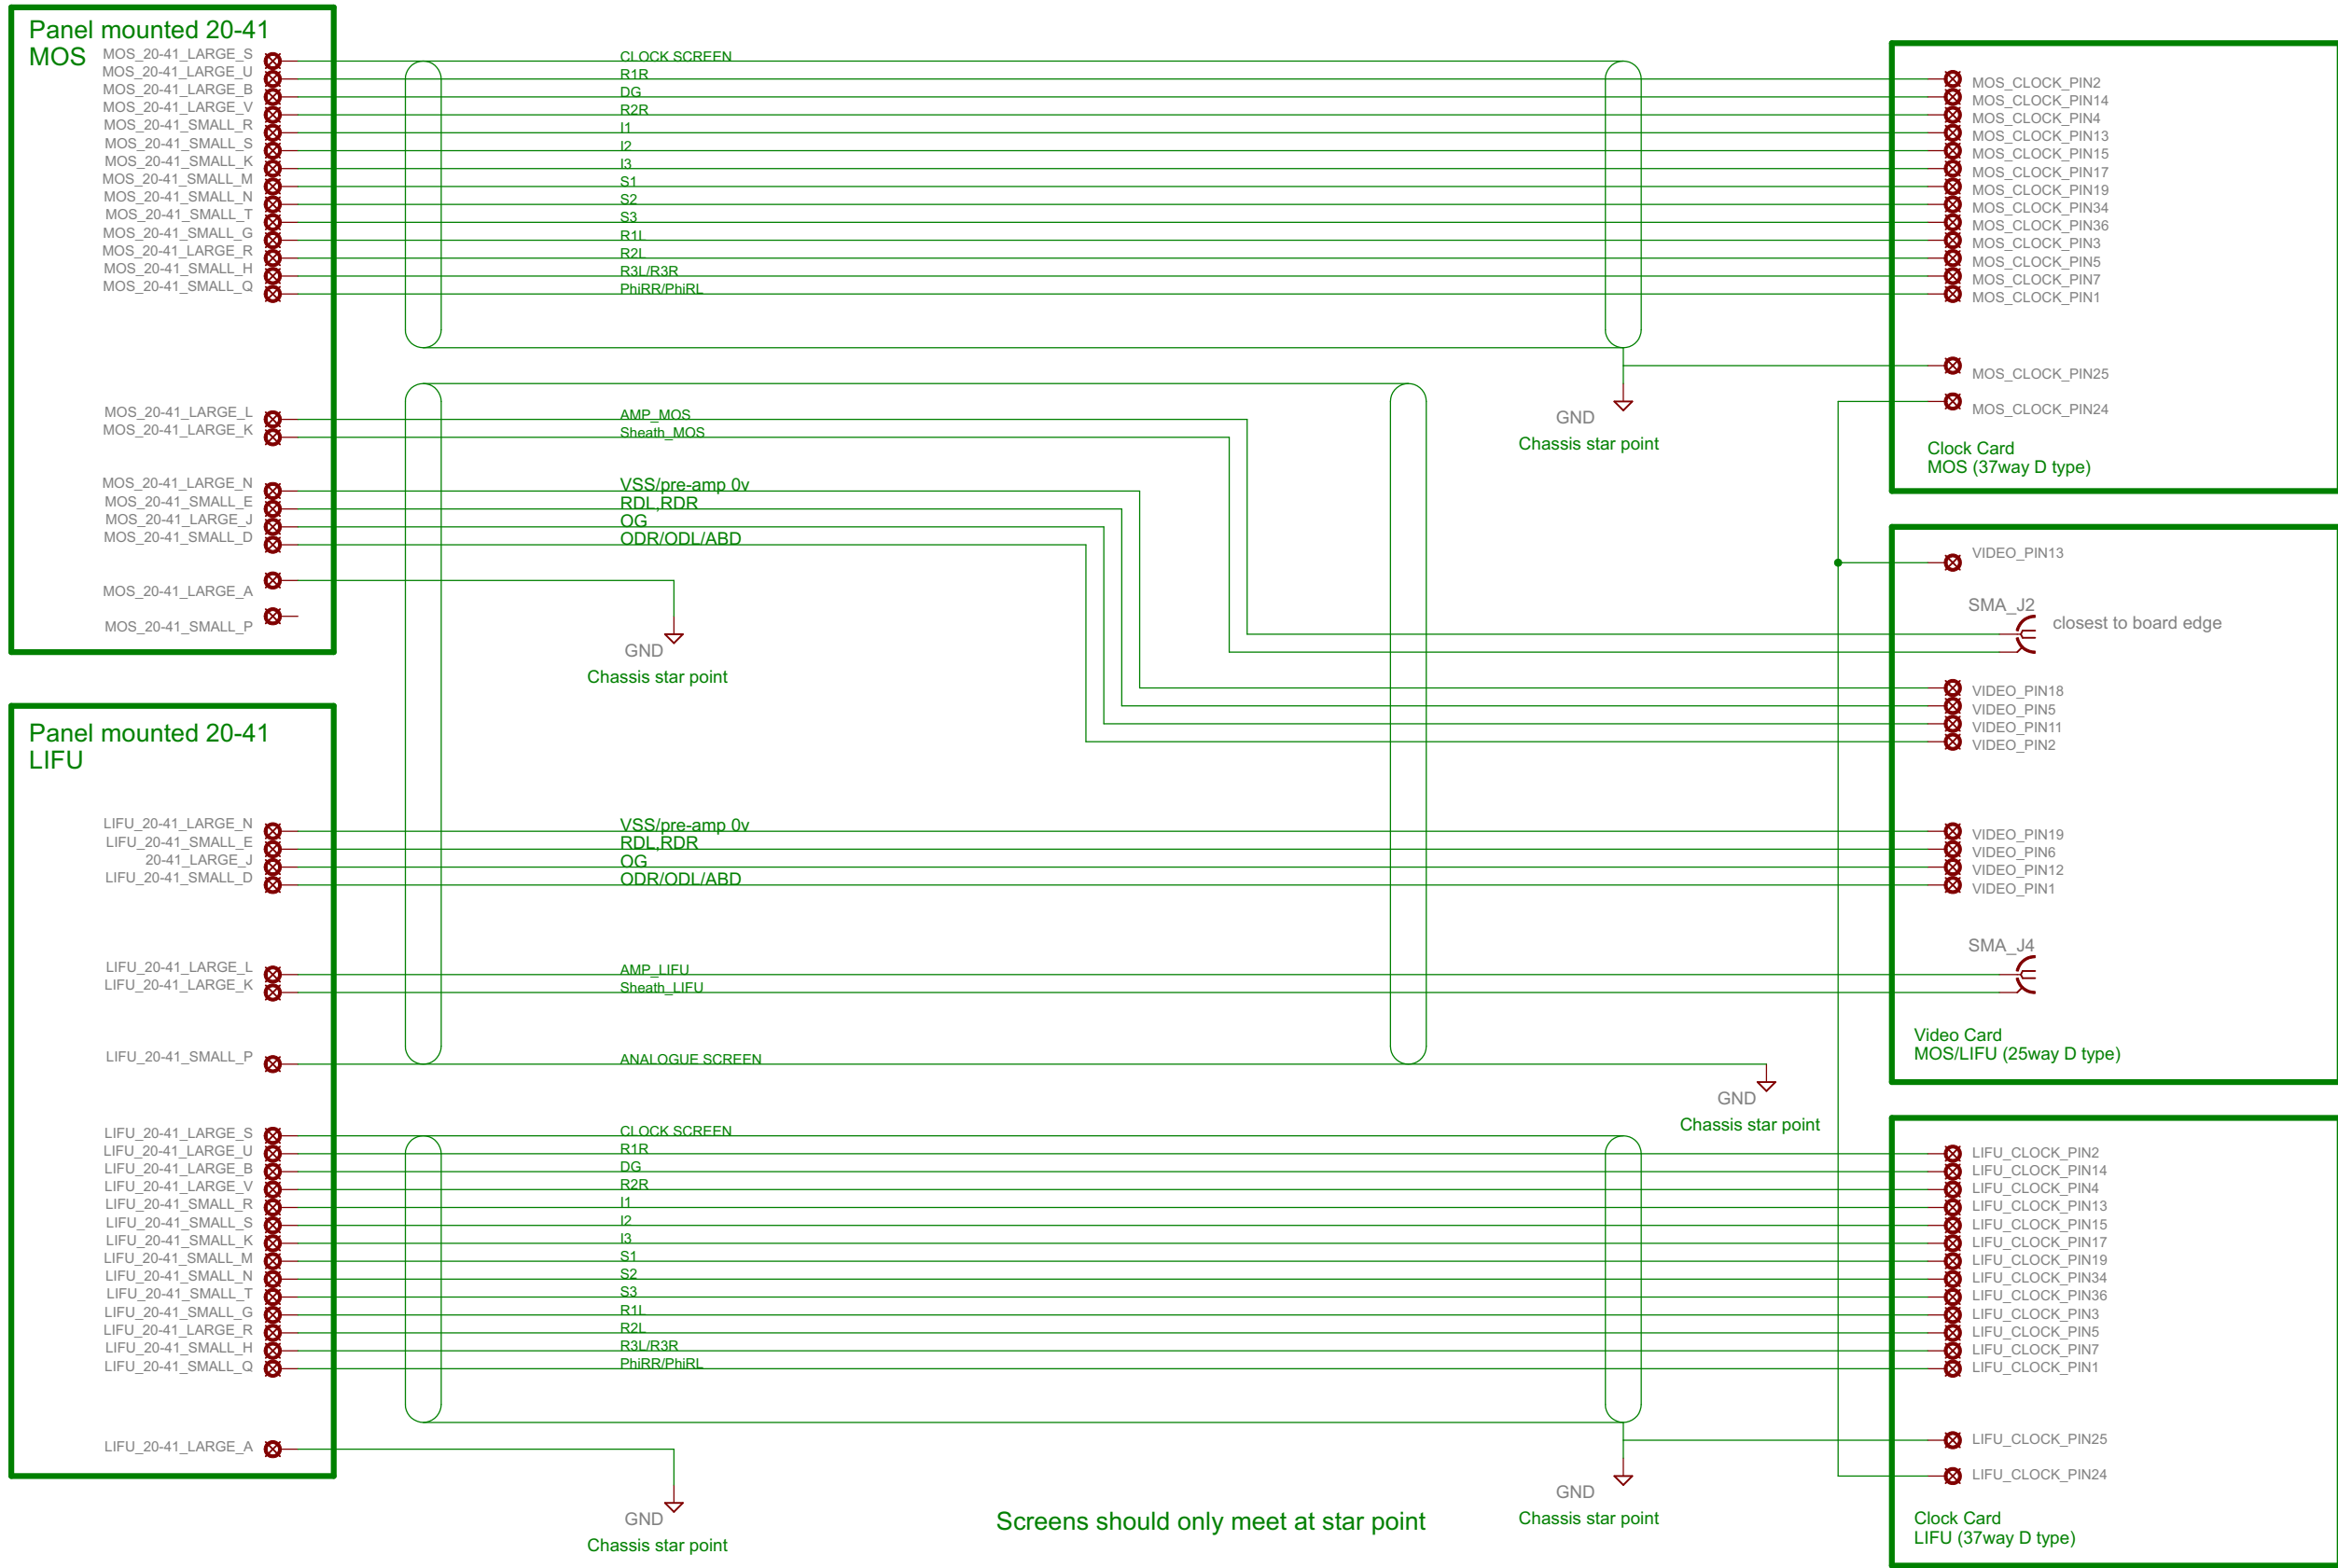 Panel mounted 20-41
MOS
MOS_20-41_LARGE_S
MOS_20-41_LARGE_U
MOS_20-41_LARGE_B
MOS_20-41_LARGE_V
MOS_20-41_SMALL_R
MOS_20-41_SMALL_S
MOS_20-41_SMALL_K
MOS_20-41_SMALL_M
MOS_20-41_SMALL_N
MOS_20-41_SMALL_T
MOS_20-41_SMALL_G
MOS_20-41_LARGE_R
MOS_20-41_SMALL_H
MOS_20-41_SMALL_Q
MOS_20-41_LARGE_L
MOS_20-41_LARGE_K
MOS_20-41_LARGE_N
MOS_20-41_SMALL_E
MOS_20-41_LARGE_J
MOS_20-41_SMALL_D
MOS_20-41_LARGE_A
MOS_20-41_SMALL_P
CLOCK SCREEN
R1R
DG
R2R
I1
I2
I3
S1
S2
S3
R1L
R2L
R3L/R3R
PhiRR/PhiRL
AMP_MOS
Sheath_MOS
VSS/pre-amp 0v
RDL,RDR
OG
ODR/ODL/ABD
GND
Chassis star point
GND
Chassis star point
MOS_CLOCK_PIN2
MOS_CLOCK_PIN14
MOS_CLOCK_PIN4
MOS_CLOCK_PIN13
MOS_CLOCK_PIN15
MOS_CLOCK_PIN17
MOS_CLOCK_PIN19
MOS_CLOCK_PIN34
MOS_CLOCK_PIN36
MOS_CLOCK_PIN3
MOS_CLOCK_PIN5
MOS_CLOCK_PIN7
MOS_CLOCK_PIN1
MOS_CLOCK_PIN25
MOS_CLOCK_PIN24
Clock Card
MOS (37way D type)
VIDEO_PIN13
SMA_J2
closest to board edge
VIDEO_PIN18
VIDEO_PIN5
VIDEO_PIN11
VIDEO_PIN2
VIDEO_PIN19
VIDEO_PIN6
VIDEO_PIN12
VIDEO_PIN1
SMA_J4
Video Card
MOS/LIFU (25way D type)
Panel mounted 20-41
LIFU
LIFU_20-41_LARGE_N
LIFU_20-41_SMALL_E
20-41_LARGE_J
LIFU_20-41_SMALL_D
LIFU_20-41_LARGE_L
LIFU_20-41_LARGE_K
LIFU_20-41_SMALL_P
LIFU_20-41_LARGE_S
LIFU_20-41_LARGE_U
LIFU_20-41_LARGE_B
LIFU_20-41_LARGE_V
LIFU_20-41_SMALL_R
LIFU_20-41_SMALL_S
LIFU_20-41_SMALL_K
LIFU_20-41_SMALL_M
LIFU_20-41_SMALL_N
LIFU_20-41_SMALL_T
LIFU_20-41_SMALL_G
LIFU_20-41_LARGE_R
LIFU_20-41_SMALL_H
LIFU_20-41_SMALL_Q
LIFU_20-41_LARGE_A
VSS/pre-amp 0v
RDL,RDR
OG
ODR/ODL/ABD
AMP_LIFU
Sheath_LIFU
ANALOGUE SCREEN
GND
Chassis star point
CLOCK SCREEN
R1R
DG
R2R
I1
I2
I3
S1
S2
S3
R1L
R2L
R3L/R3R
PhiRR/PhiRL
GND
Chassis star point
Screens should only meet at star point
GND
Chassis star point
LIFU_CLOCK_PIN2
LIFU_CLOCK_PIN14
LIFU_CLOCK_PIN4
LIFU_CLOCK_PIN13
LIFU_CLOCK_PIN15
LIFU_CLOCK_PIN17
LIFU_CLOCK_PIN19
LIFU_CLOCK_PIN34
LIFU_CLOCK_PIN36
LIFU_CLOCK_PIN3
LIFU_CLOCK_PIN5
LIFU_CLOCK_PIN7
LIFU_CLOCK_PIN1
LIFU_CLOCK_PIN25
LIFU_CLOCK_PIN24
Clock Card
LIFU (37way D type)